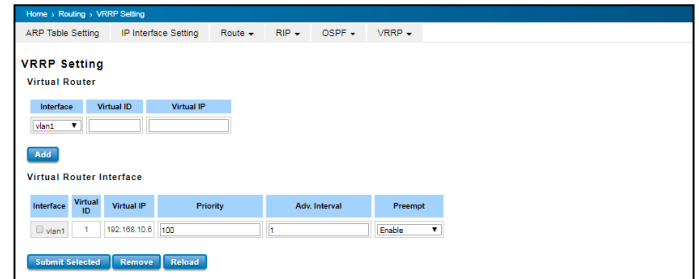 Home › Routing › VRRP Setting
ARP Table Setting IP Interface Setting Route RIP OSPF VRRP
VRRP Setting
Virtual Router
Interface Virtual ID Virtual IP
vlan1
Add
Virtual Router Interface
Interface Virtual ID Virtual IP Priority Adv. Interval Preempt
vlan1 1 192.168.10.6 100 1 Enable
Submit Selected Remove Reload